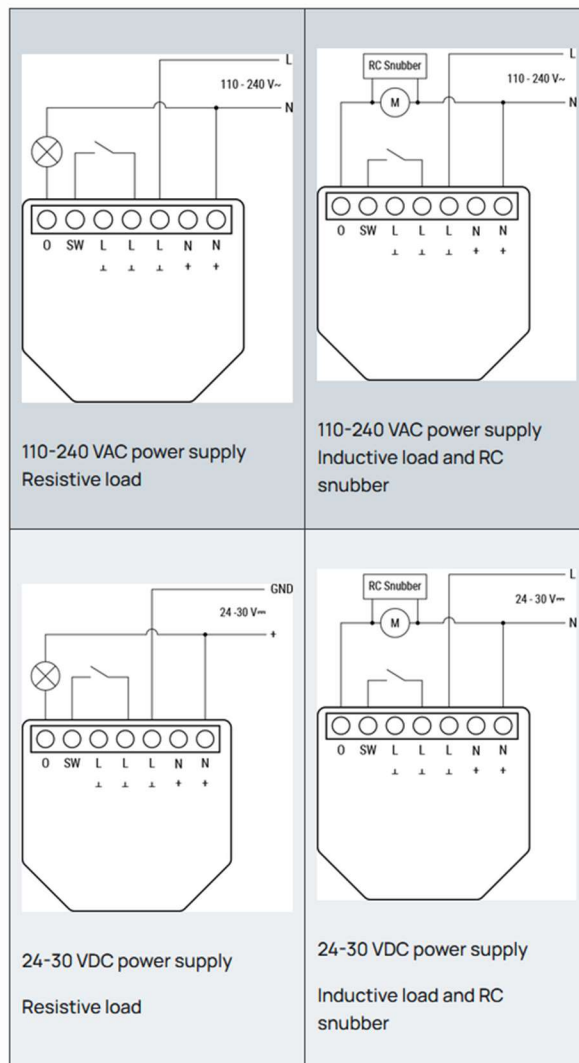 L
110 - 240 V~
N
O SW L L L N N
⊥ ⊥ ⊥ + +
110-240 VAC power supply
Resistive load
RC Snubber
L
110 - 240 V~
M
N
O SW L L L N N
⊥ ⊥ ⊥ + +
110-240 VAC power supply
Inductive load and RC
snubber
GND
24 -30 V⎓
+
O SW L L L N N
⊥ ⊥ ⊥ + +
24-30 VDC power supply
Resistive load
RC Snubber
L
24 - 30 V⎓
M
N
O SW L L L N N
⊥ ⊥ ⊥ + +
24-30 VDC power supply
Inductive load and RC
snubber